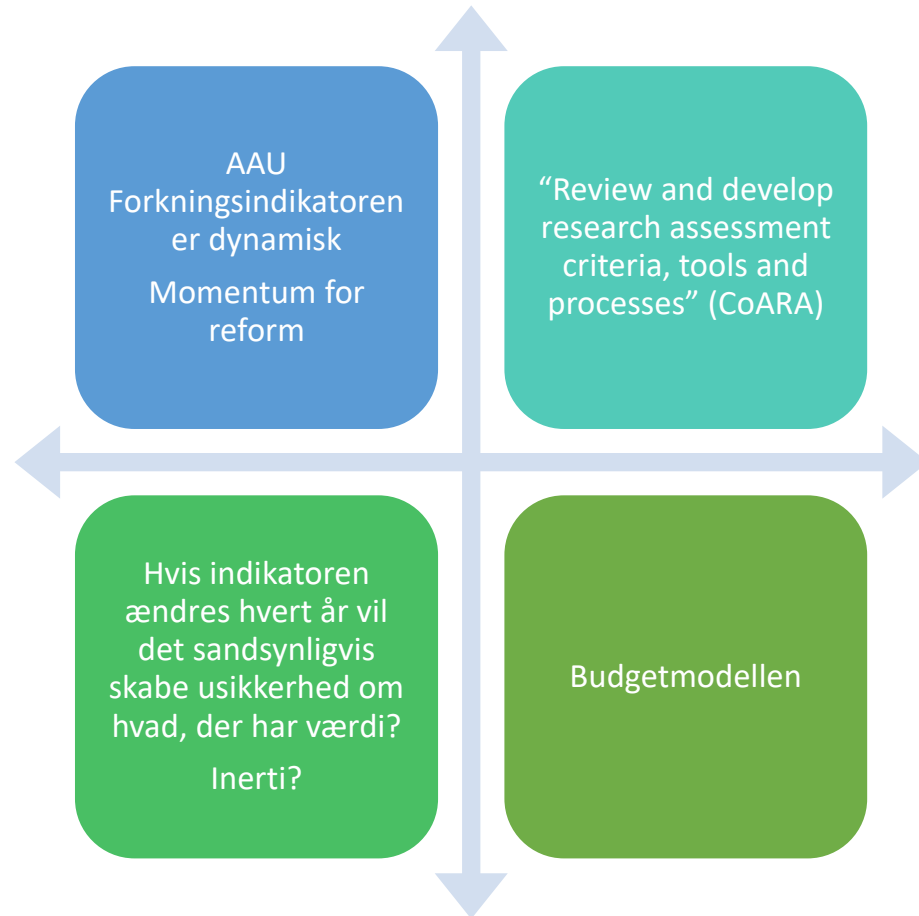 AAU
Forkningsindikatoren
er dynamisk
Momentum for
reform
“Review and develop
research assessment
criteria, tools and
processes” (CoARA)
Hvis indikatoren
ændres hvert år vil
det sandsynligvis
skabe usikkerhed om
hvad, der har værdi?
Inerti?
Budgetmodellen